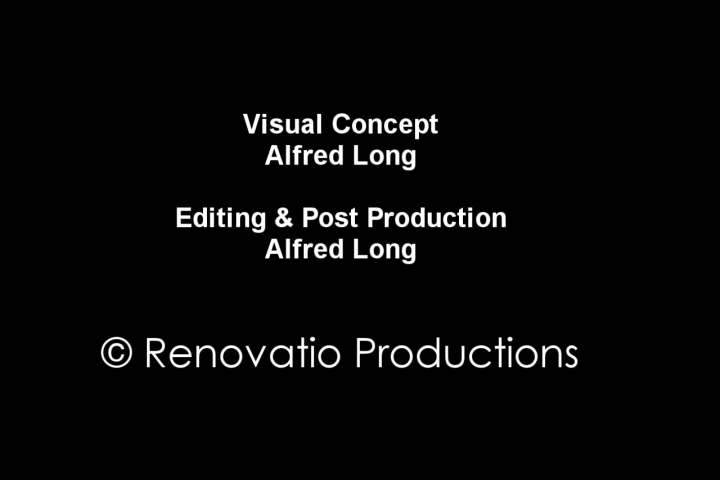 Visual Concept
Alfred Long
Editing & Post Production
Alfred Long
© Renovatio Productions